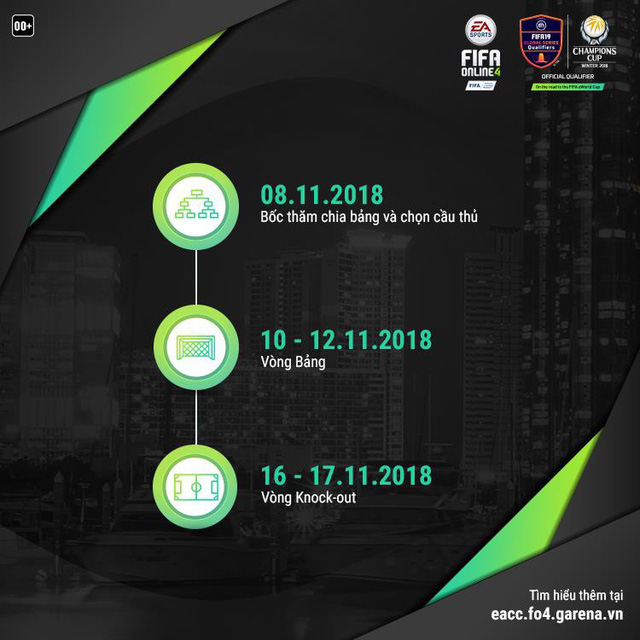 00+
EA
SPORTS
FIFA
ONLINE 4
FIFA
EA
SPORTS
FIFA19
GLOBAL SERIES
Qualifiers
CHAMPIONS
CUP
WINTER 2018
OFFICIAL QUALIFIER
On the road to the FIFA eWorld Cup
08.11.2018
Bốc thăm chia bảng và chọn cầu thủ
10 - 12.11.2018
Vòng Bảng
16 - 17.11.2018
Vòng Knock-out
Tìm hiểu thêm tại
eacc.fo4.garena.vn